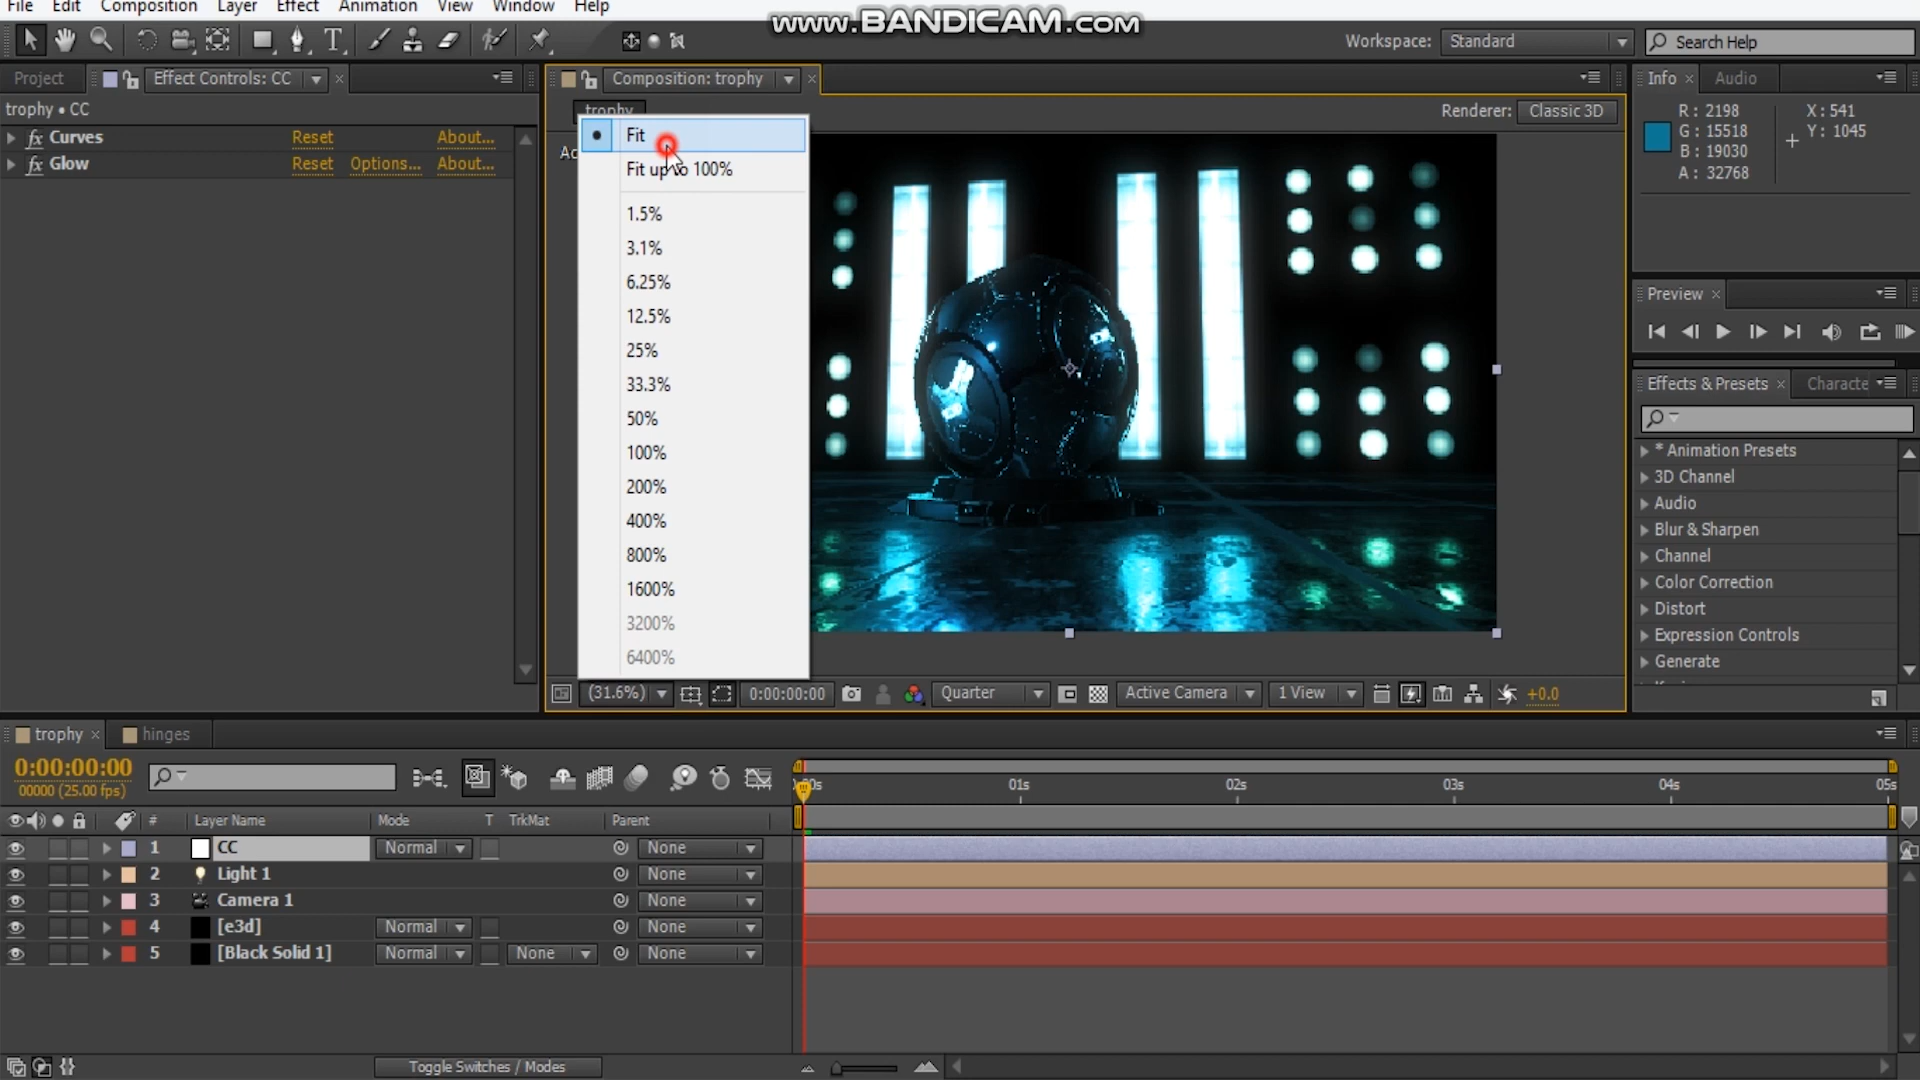 File Edit Composition Layer Effect Animation View Window Help
www.BANDICAM.com
Workspace: Standard
Search Help
Project
Effect Controls: CC
Composition: trophy
Info
Audio
trophy • CC
trophy
Renderer: Classic 3D
R: 2198
G: 15518
B: 19030
A: 32768
X: 541
Y: 1045
fx Curves Reset About...
fx Glow Reset Options... About...
Fit
Fit up to 100%
1.5%
3.1%
6.25%
12.5%
25%
33.3%
50%
100%
200%
400%
800%
1600%
3200%
6400%
Preview
Effects & Presets
Characte
* Animation Presets
3D Channel
Audio
Blur & Sharpen
Channel
Color Correction
Distort
Expression Controls
Generate
(31.6%) 0:00:00:00 Quarter Active Camera 1 View +0.0
trophy
hinges
0:00:00:00
00000 (25.00 fps)
01s 02s 03s 04s 05s
# Layer Name Mode T TrkMat Parent
1 CC Normal None
2 Light 1 None
3 Camera 1 None
4 [e3d] Normal None
5 [Black Solid 1] Normal None None
Toggle Switches / Modes